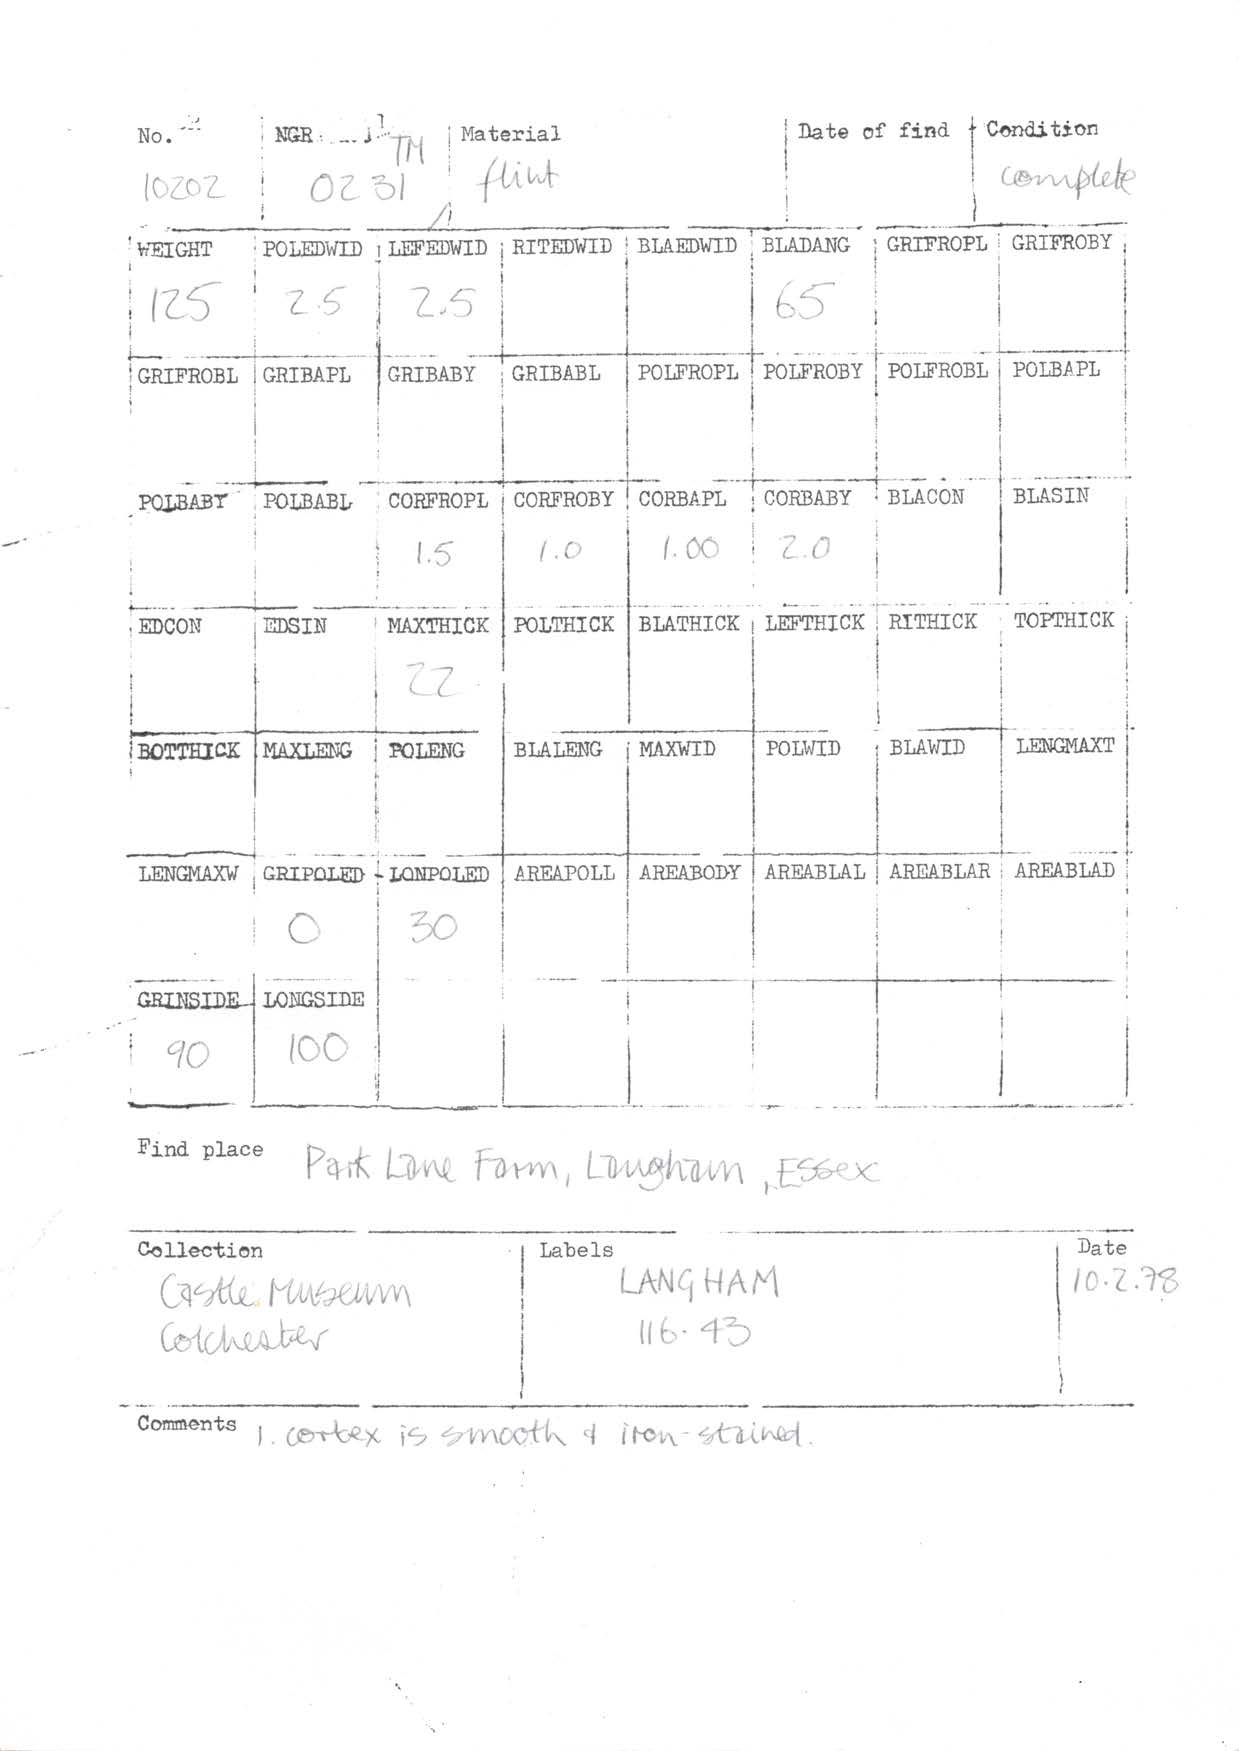 No. NGR Material Date of find Condition
10202 TM 0231 flint complete
WEIGHT POLEDWID LEFEDWID RITEDWID BLAEDWID BLADANG GRIFROPL GRIFROBY
125 2.5 2.5 65
GRIFROBL GRIBAPL GRIBABY GRIBABL POLFROPL POLFROBY POLFROBL POLBAPL
POLBABY POLBABL CORFROPL CORFROBY CORBAPL CORBABY BLACON BLASIN
1.5 1.0 1.00 2.0
EDCON EDSIN MAXTHICK POLTHICK BLATHICK LEFTHICK RITHICK TOPTHICK
22
BOTTHICK MAXLENG POLENG BLALENG MAXWID POLWID BLAWID LENGMAXT
LENGMAXW GRIPOLED LONPOLED AREAPOLL AREABODY AREABLAL AREABLAR AREABLAD
0 30
GRINSIDE LONGSIDE
90 100
Find place Park Lane Farm, Langham, Essex
Collection Labels Date
Castle Museum LANGHAM 10.2.78
Colchester 116.43
Comments 1. cortex is smooth & iron-stained.